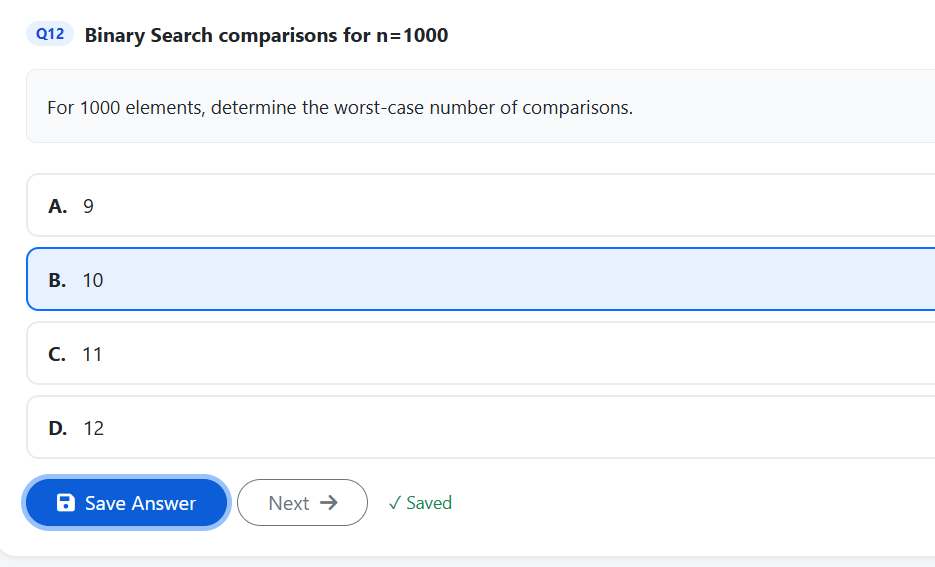 Q12 Binary Search comparisons for n=1000
For 1000 elements, determine the worst-case number of comparisons.
A. 9
B. 10
C. 11
D. 12
Save Answer Next → ✓ Saved